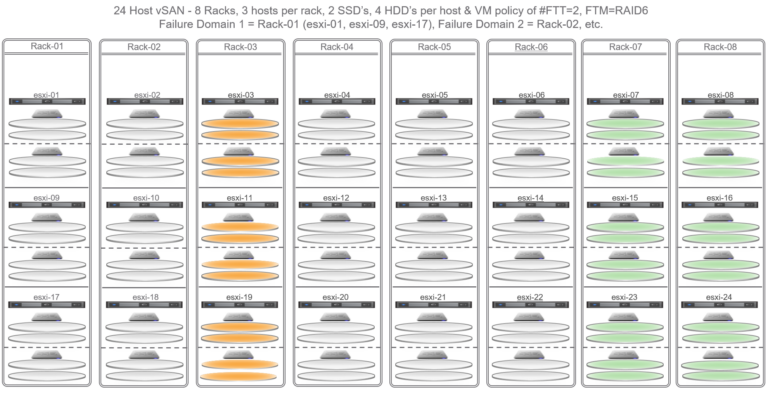 24 Host vSAN - 8 Racks, 3 hosts per rack, 2 SSD's, 4 HDD's per host & VM policy of #FTT=2, FTM=RAID6
Failure Domain 1 = Rack-01 (esxi-01, esxi-09, esxi-17), Failure Domain 2 = Rack-02, etc.
Rack-01 Rack-02 Rack-03 Rack-04 Rack-05 Rack-06 Rack-07 Rack-08
esxi-01 esxi-02 esxi-03 esxi-04 esxi-05 esxi-06 esxi-07 esxi-08
esxi-09 esxi-10 esxi-11 esxi-12 esxi-13 esxi-14 esxi-15 esxi-16
esxi-17 esxi-18 esxi-19 esxi-20 esxi-21 esxi-22 esxi-23 esxi-24